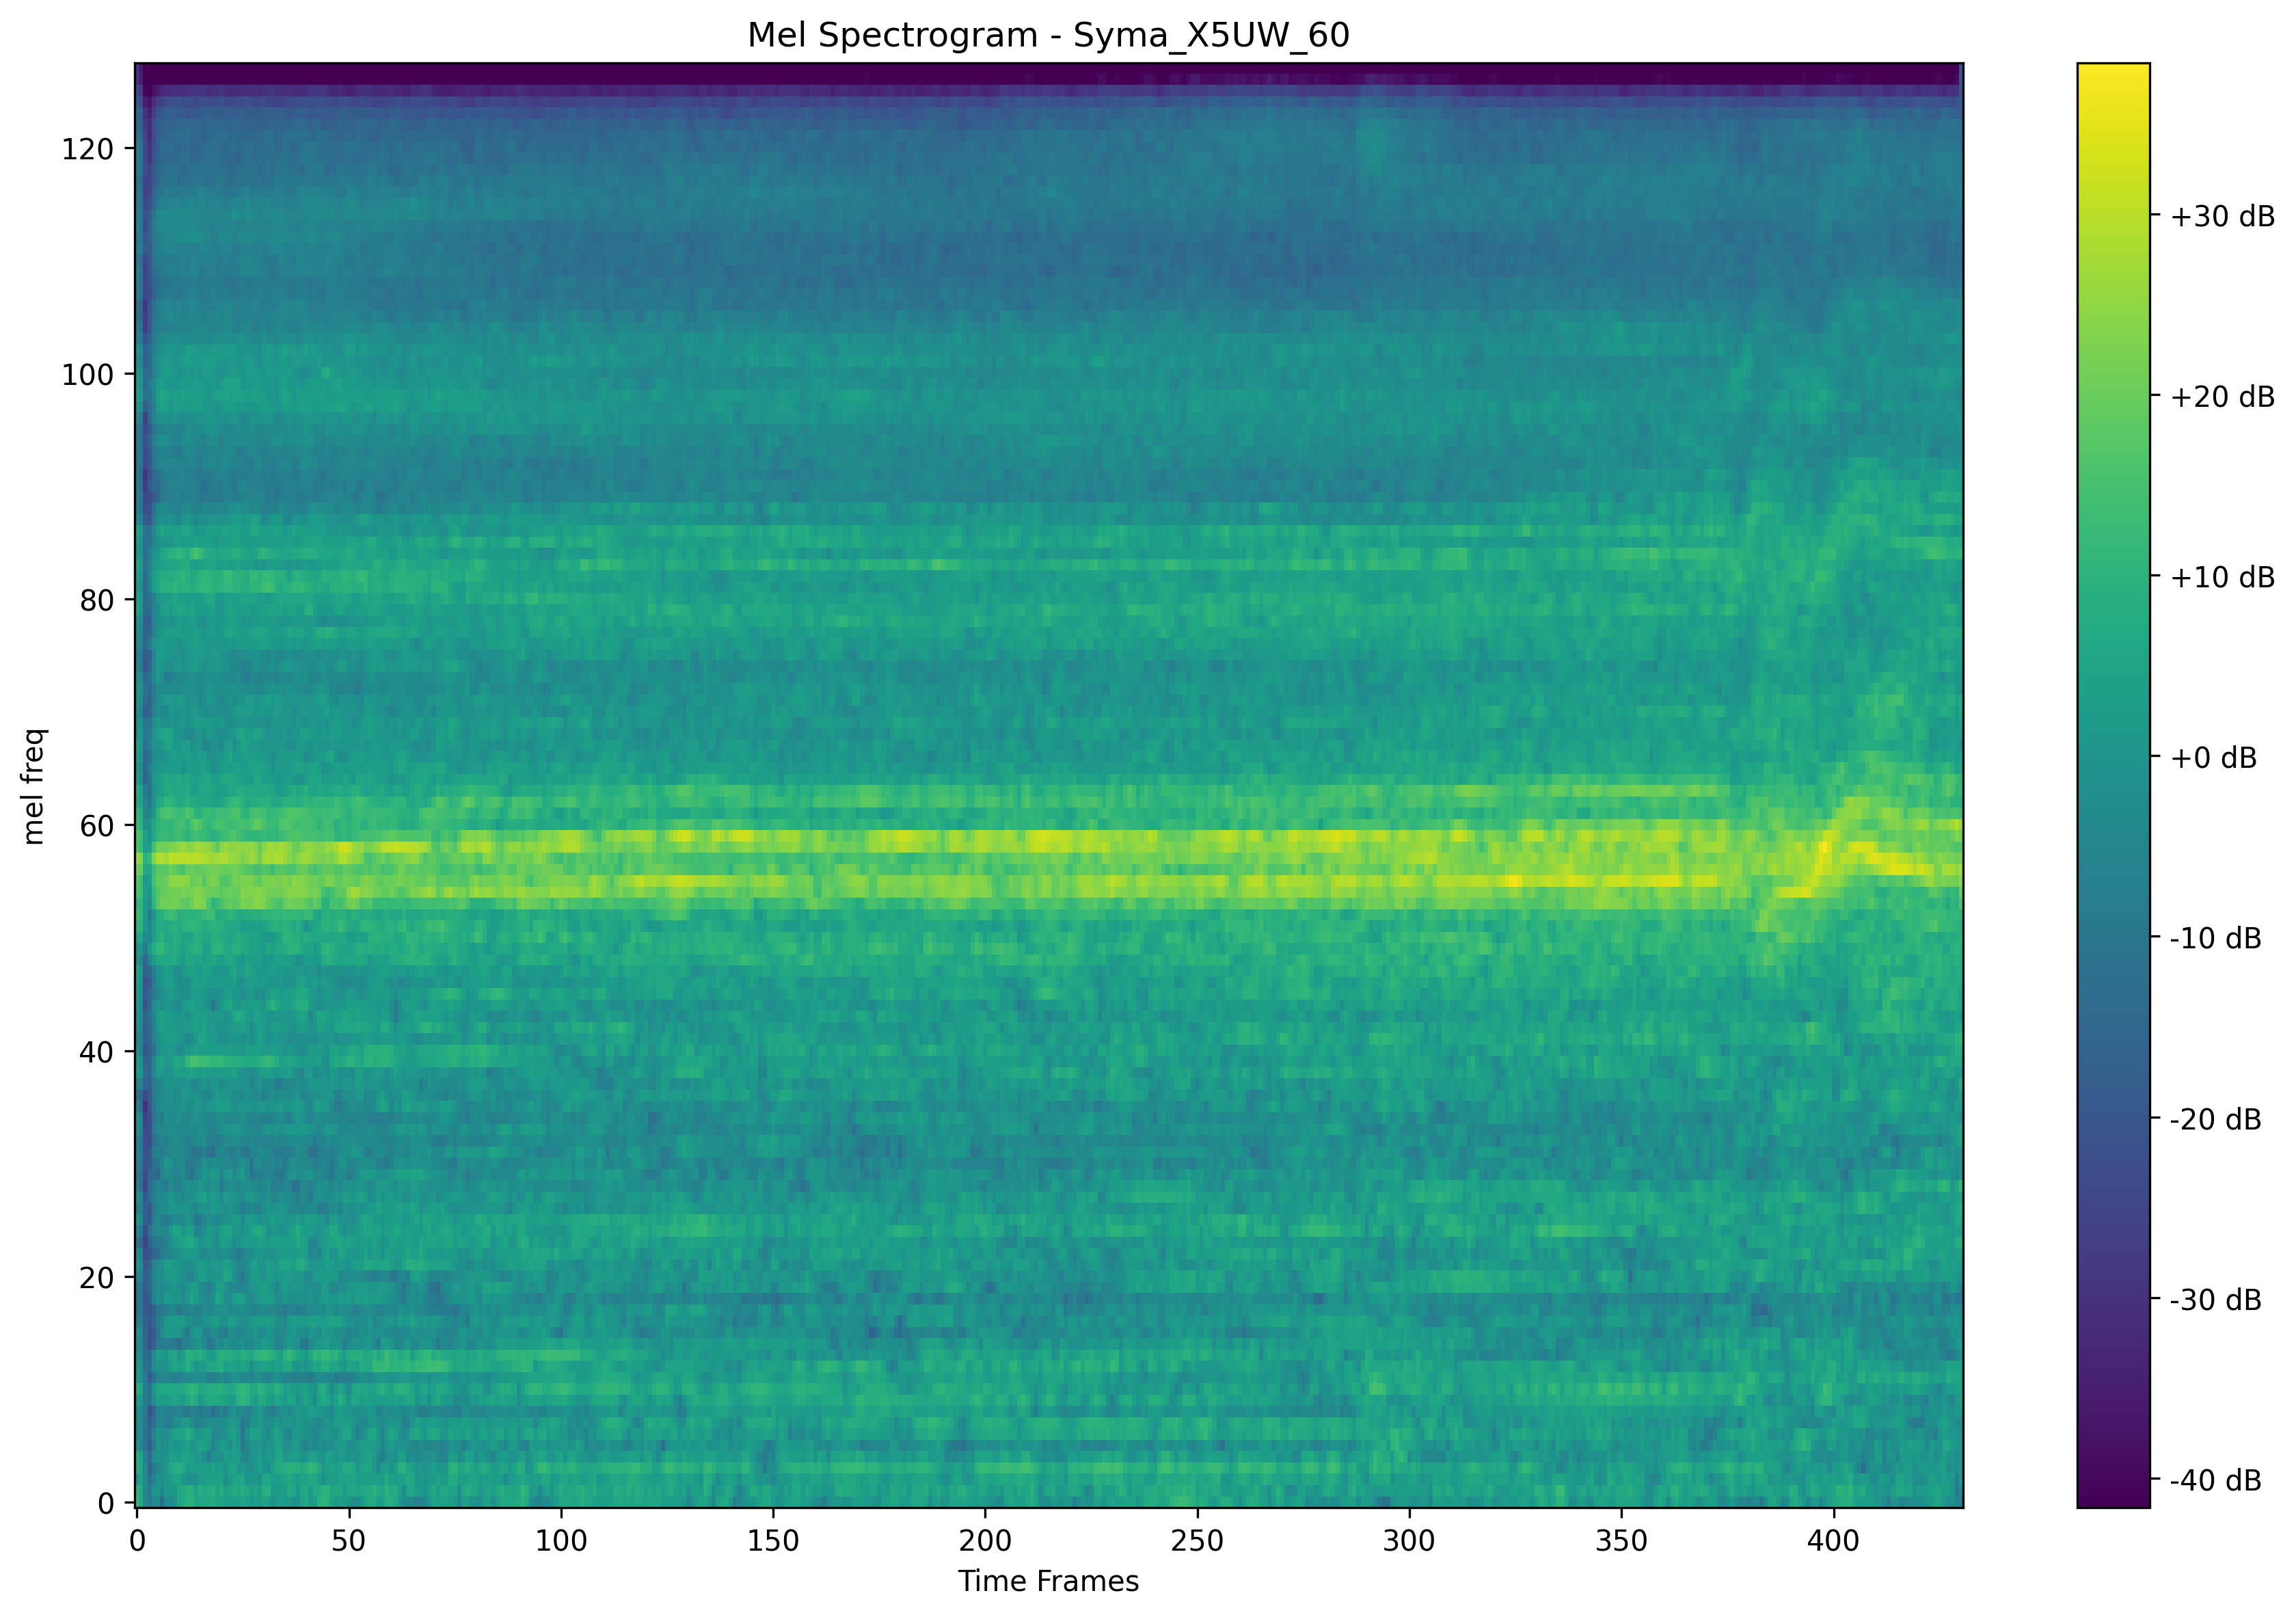 Mel Spectrogram - Syma_X5UW_60
mel freq
120
100
80
60
40
20
0
0 50 100 150 200 250 300 350 400
Time Frames
+30 dB
+20 dB
+10 dB
+0 dB
-10 dB
-20 dB
-30 dB
-40 dB